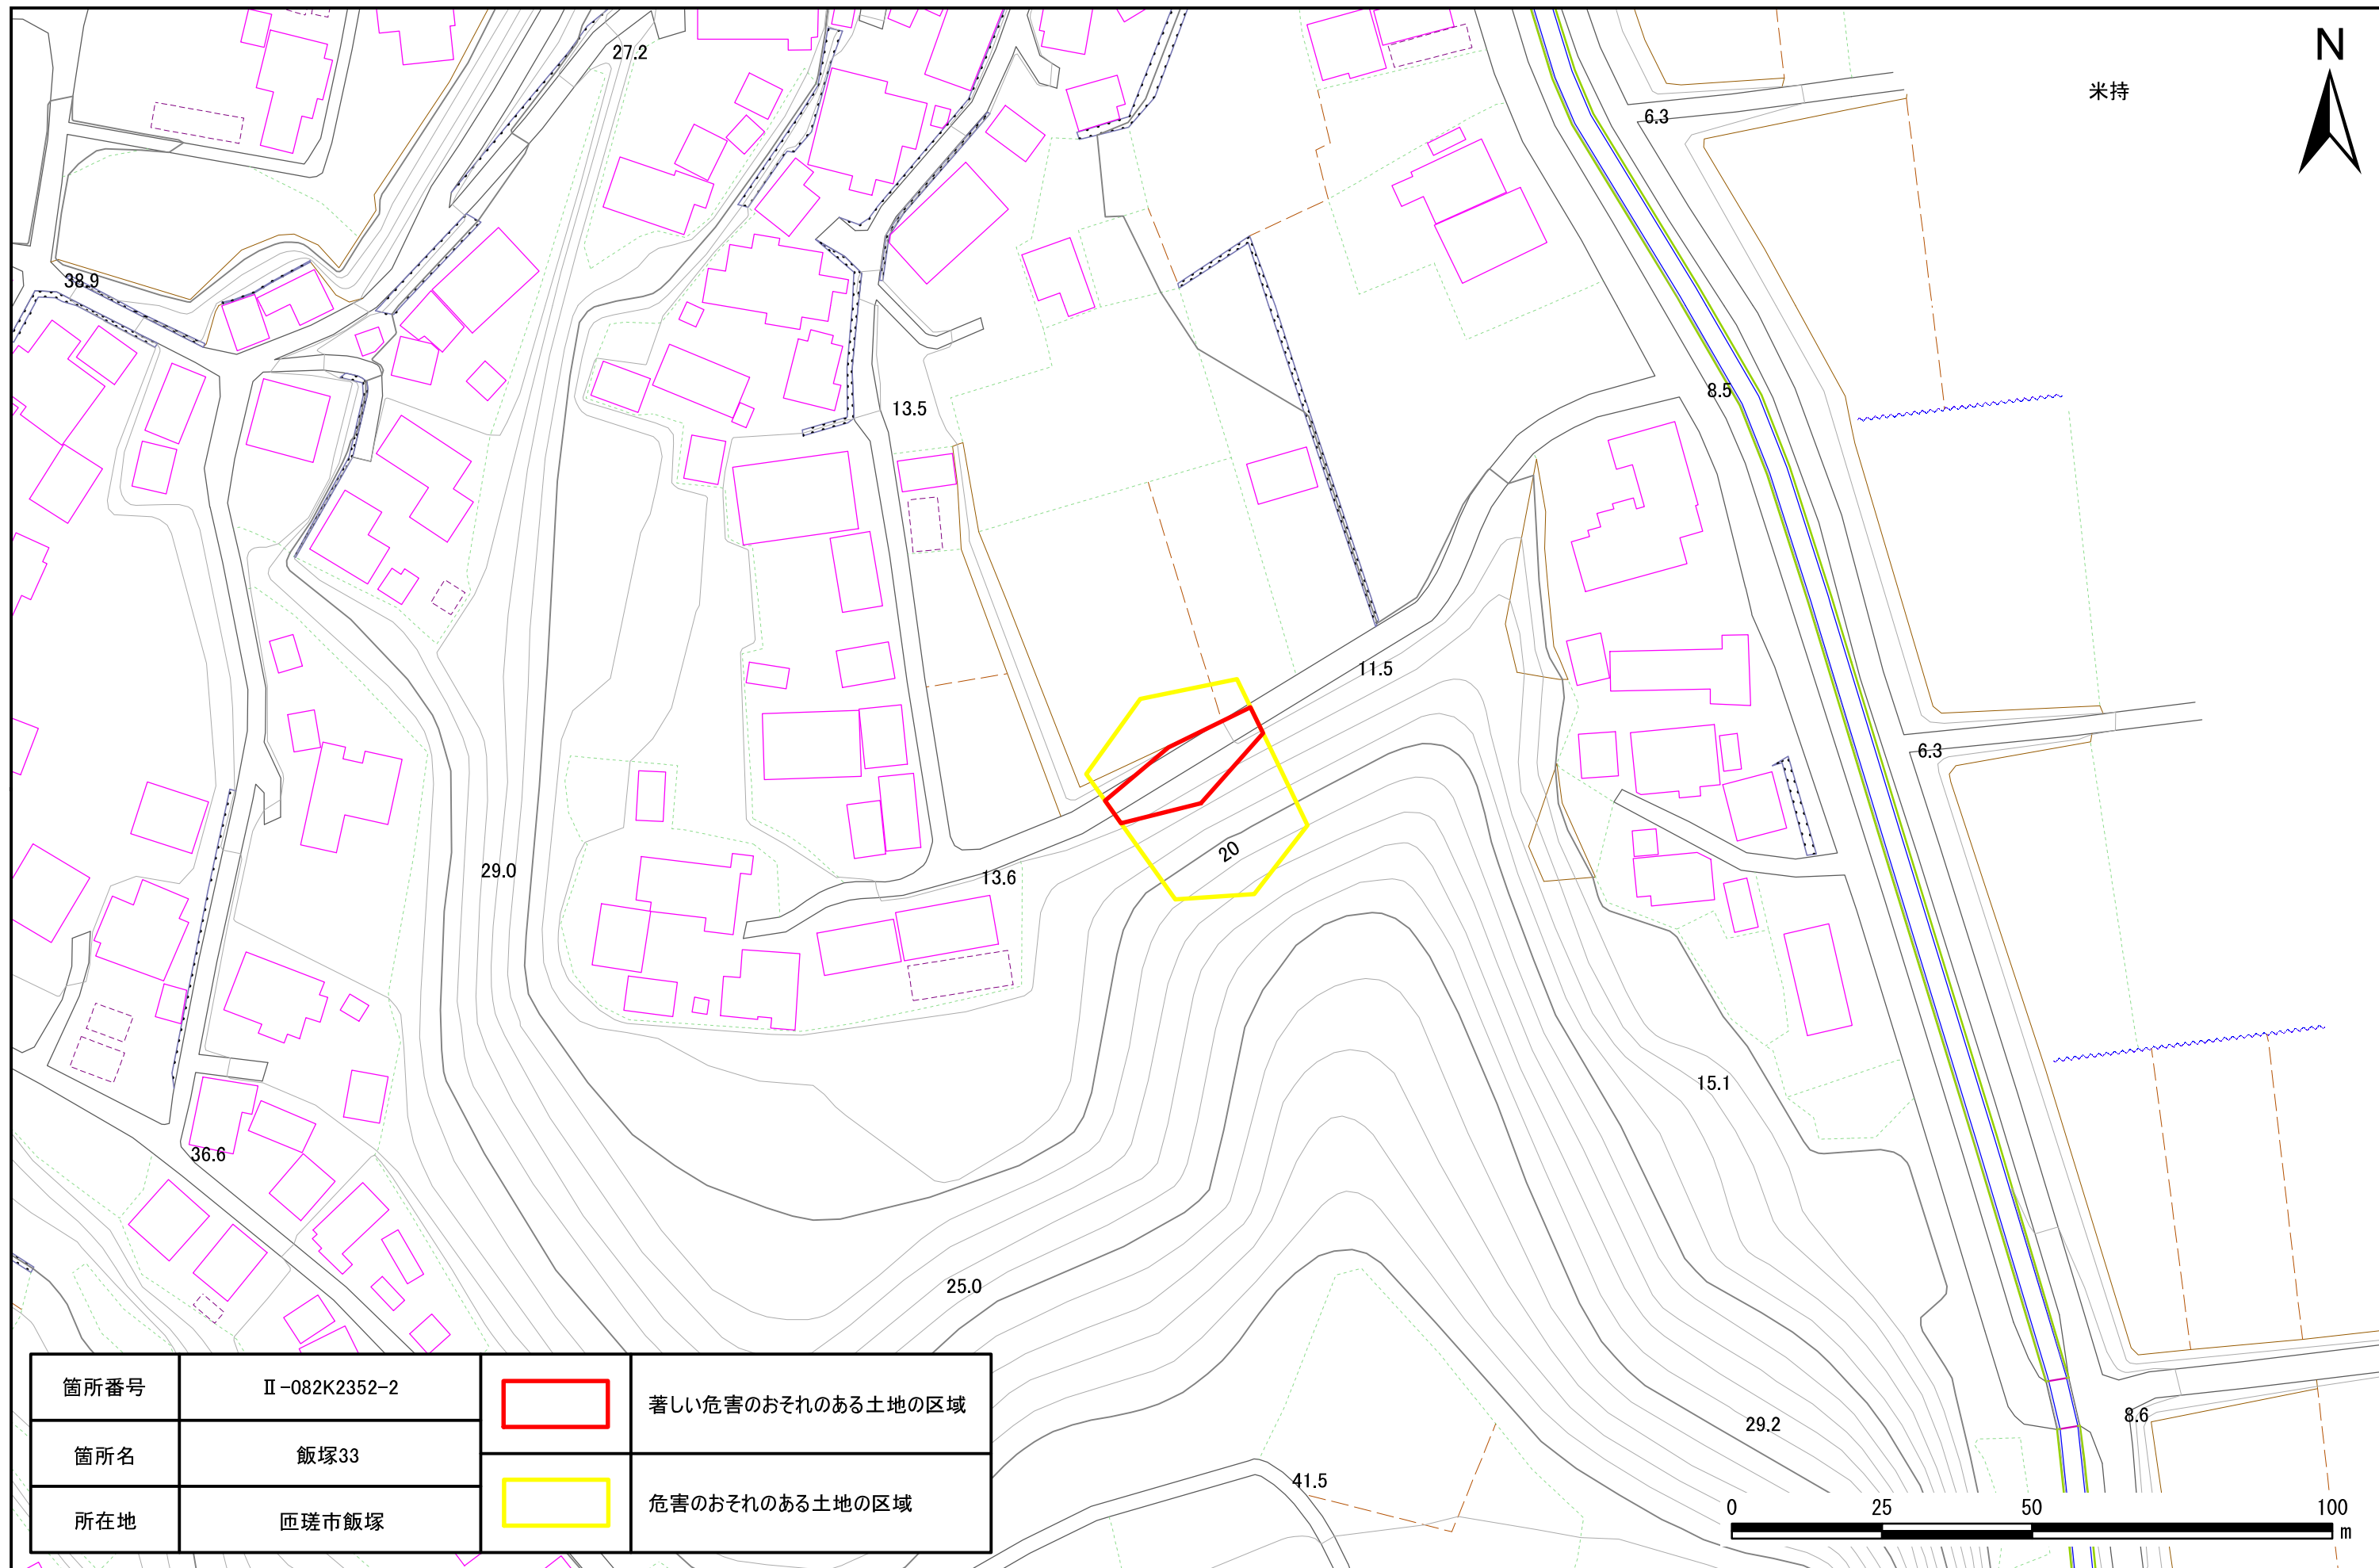 27.2
N
米持
6.3
38.9
8.5
13.5
11.5
6.3
20
29.0
13.6
15.1
36.6
25.0
29.2
8.6
41.5
箇所番号 Ⅱ-082K2352-2
箇所名 飯塚33
所在地 匝瑳市飯塚
著しい危害のおそれのある土地の区域
危害のおそれのある土地の区域
0 25 50 100
m